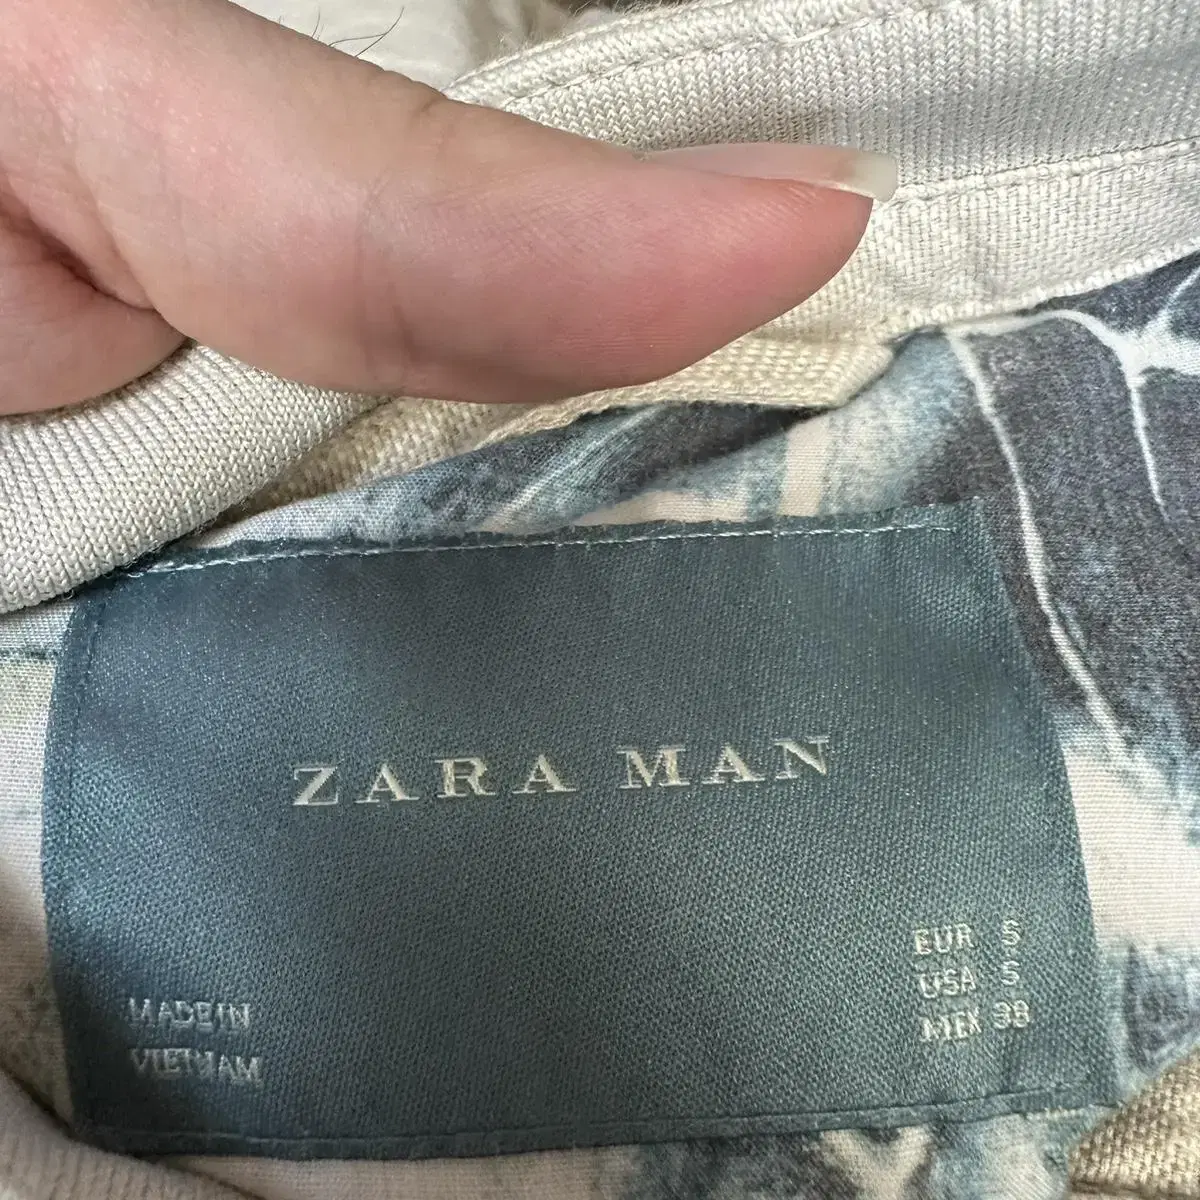 ZARA MAN
EUR S
USA S
MEX 38
MADE IN
VIETNAM